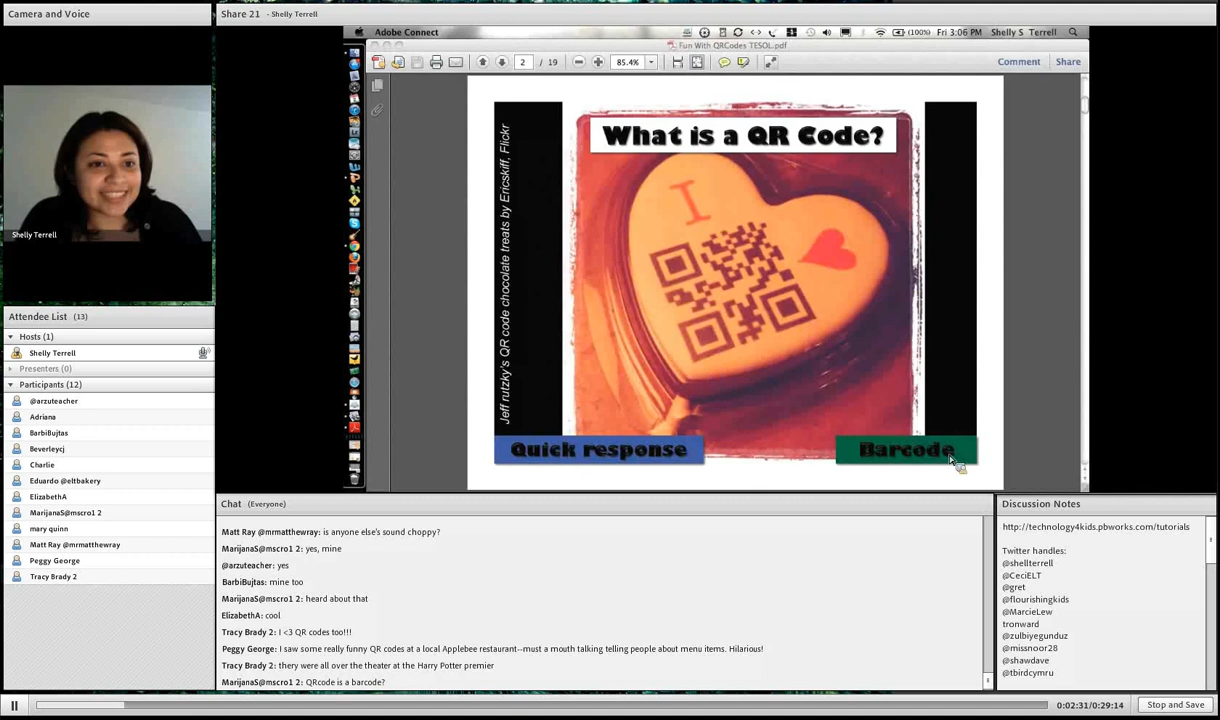 Camera and Voice
Shelly Terrell
Attendee List (13)
Hosts (1)
Shelly Terrell
Presenters (0)
Participants (12)
@arzuteacher
Adriana
BarbiBujtas
Beverleycj
Charlie
Eduardo @eltbakery
ElizabethA
MarijanaS@mscro1 2
mary quinn
Matt Ray @mrmatthewray
Peggy George
Tracy Brady 2
Share 21 - Shelly Terrell
Adobe Connect
(100%) Fri 3:06 PM Shelly S Terrell
Fun With QRCodes TESOL.pdf
2 / 19
85.4%
Comment Share
What is a QR Code?
Jeff rutzky's QR code chocolate treats by Ericskiff, Flickr
I
Quick response
Barcode
Chat (Everyone)
Matt Ray @mrmatthewray: is anyone else's sound choppy?
MarijanaS@mscro1 2: yes, mine
@arzuteacher: yes
BarbiBujtas: mine too
MarijanaS@mscro1 2: heard about that
ElizabethA: cool
Tracy Brady 2: I <3 QR codes too!!!
Peggy George: I saw some really funny QR codes at a local Applebee restaurant--must a mouth talking telling people about menu items. Hilarious!
Tracy Brady 2: there were all over the theater at the Harry Potter premier
MarijanaS@mscro1 2: QRcode is a barcode?
Discussion Notes
http://technology4kids.pbworks.com/tutorials
Twitter handles:
@shellterrell
@CeciELT
@gret
@flourishingkids
@MarcieLew
tronward
@zulbiyegunduz
@missnoor28
@shawdave
@tbirdcymru
0:02:31/0:29:14
Stop and Save